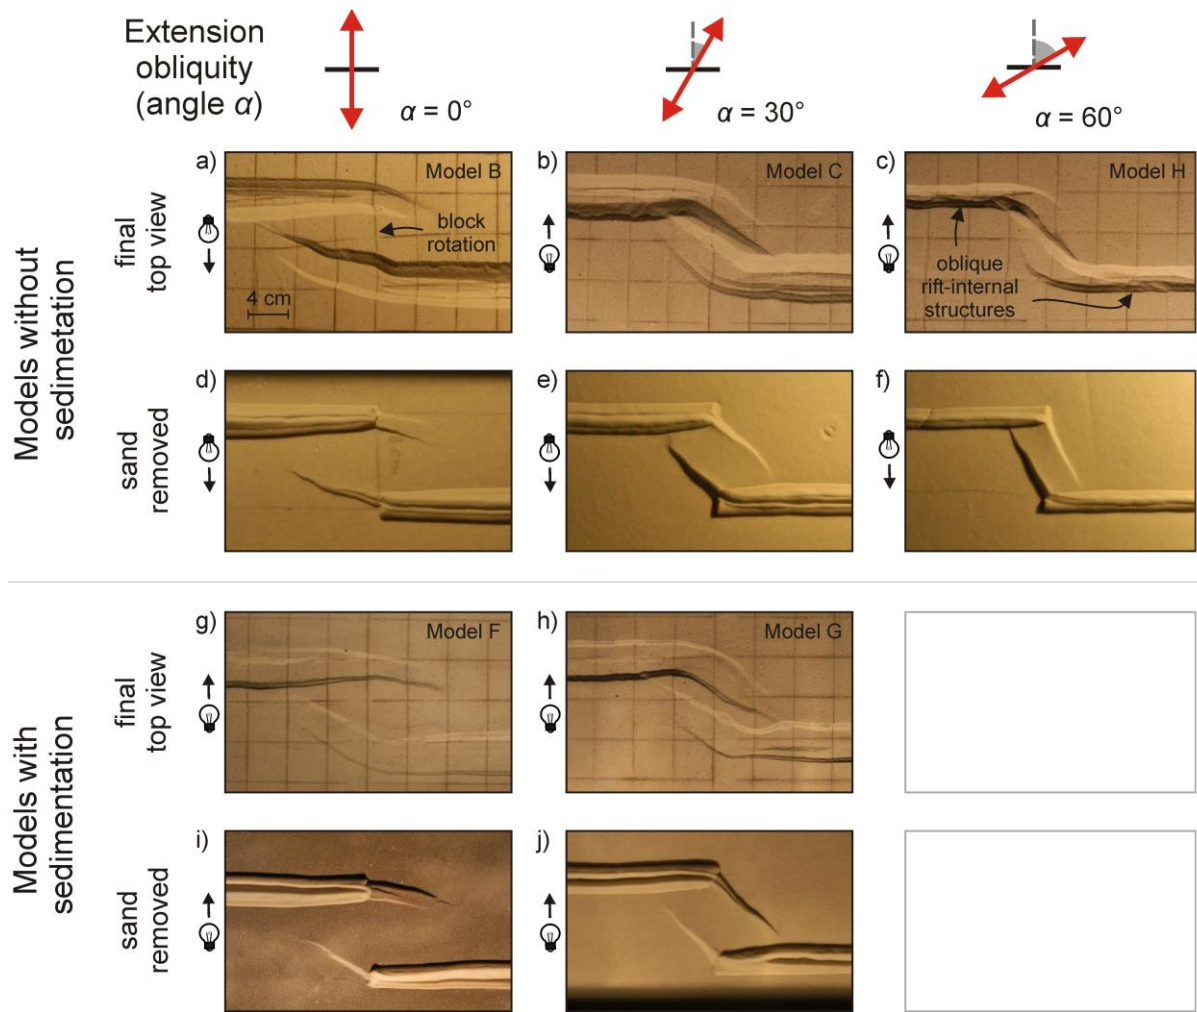 Extension
obliquity
(angle α)
α = 0°
α = 30°
α = 60°
Models without
sedimetation
final
top view
a)
Model B
block
rotation
4 cm
b)
Model C
c)
Model H
oblique
rift-internal
structures
sand
removed
d)
e)
f)
Models with
sedimentation
final
top view
g)
Model F
h)
Model G
sand
removed
i)
j)